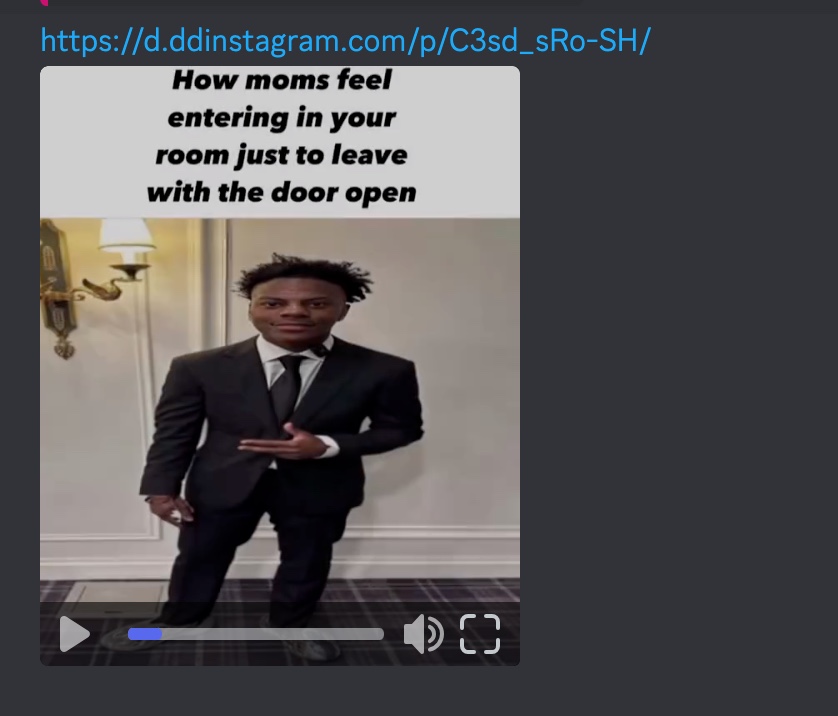 https://d.ddinstagram.com/p/C3sd_sRo-SH/
How moms feel
entering in your
room just to leave
with the door open